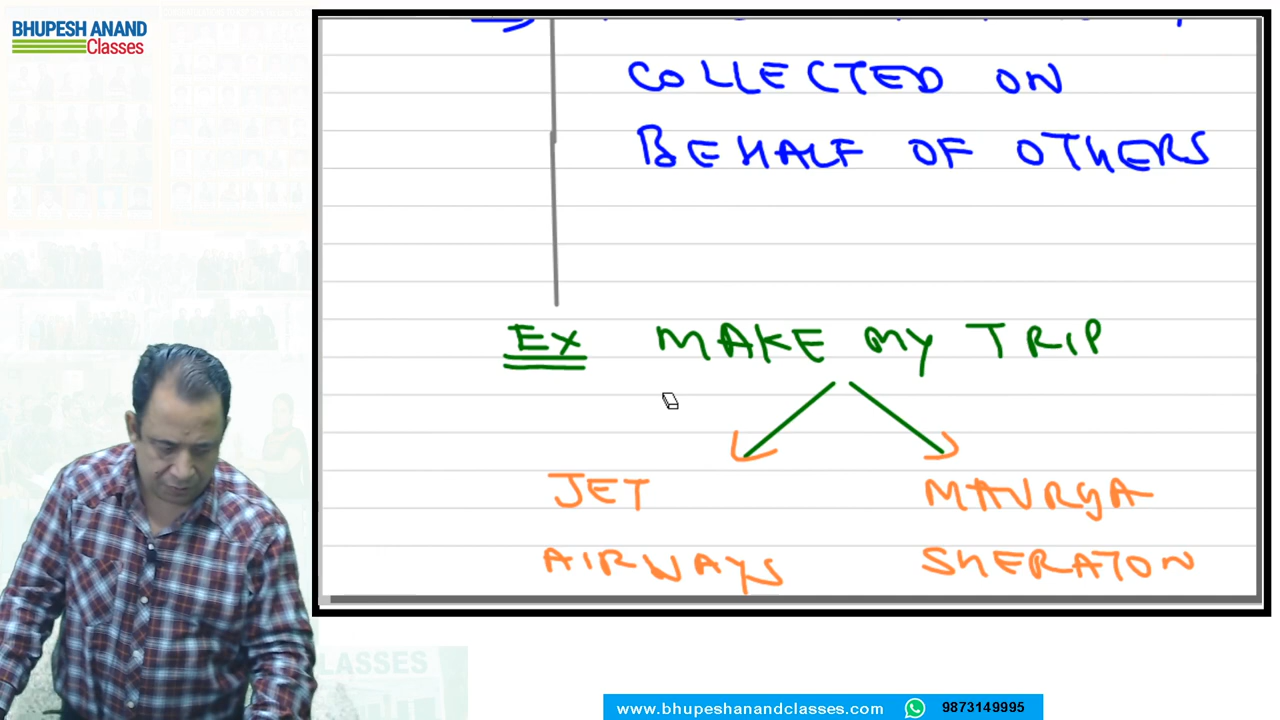 BHUPESH ANAND
Classes
COLLECTED ON
BEHALF OF OTHERS
EX MAKE MY TRIP
JET MAURYA
AIRWAYS SHERATON
CLASSES
www.bhupeshanandclasses.com 9873149995